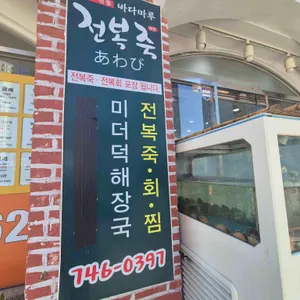 바다마루
전복죽
あわび
전복죽 · 전복회 포장 됩니다.
전복죽·회·찜
미더덕해장국
746-0397
62